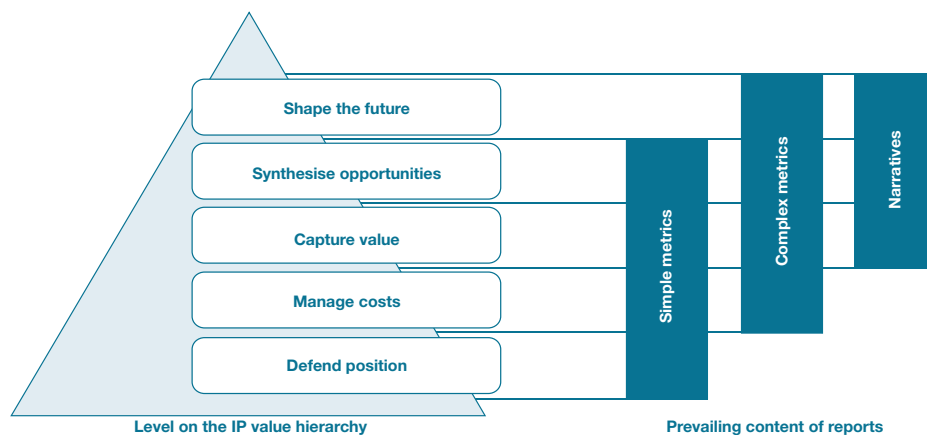 Shape the future
Synthesise opportunities
Capture value
Manage costs
Defend position
Simple metrics
Complex metrics
Narratives
Level on the IP value hierarchy
Prevailing content of reports